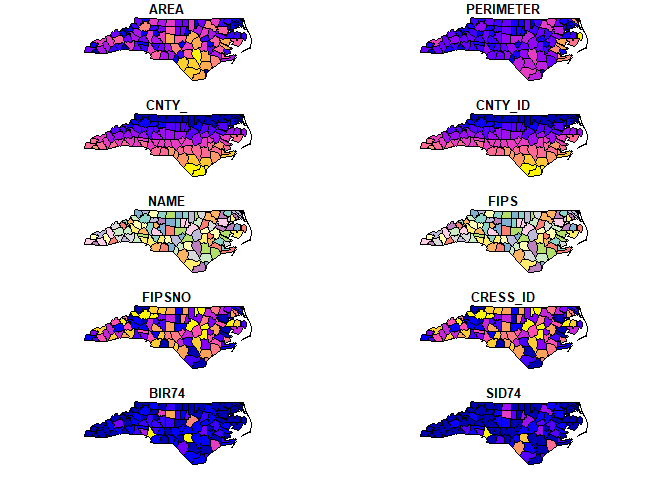 AREA PERIMETER
CNTY_ CNTY_ID
NAME FIPS
FIPSNO CRESS_ID
BIR74 SID74